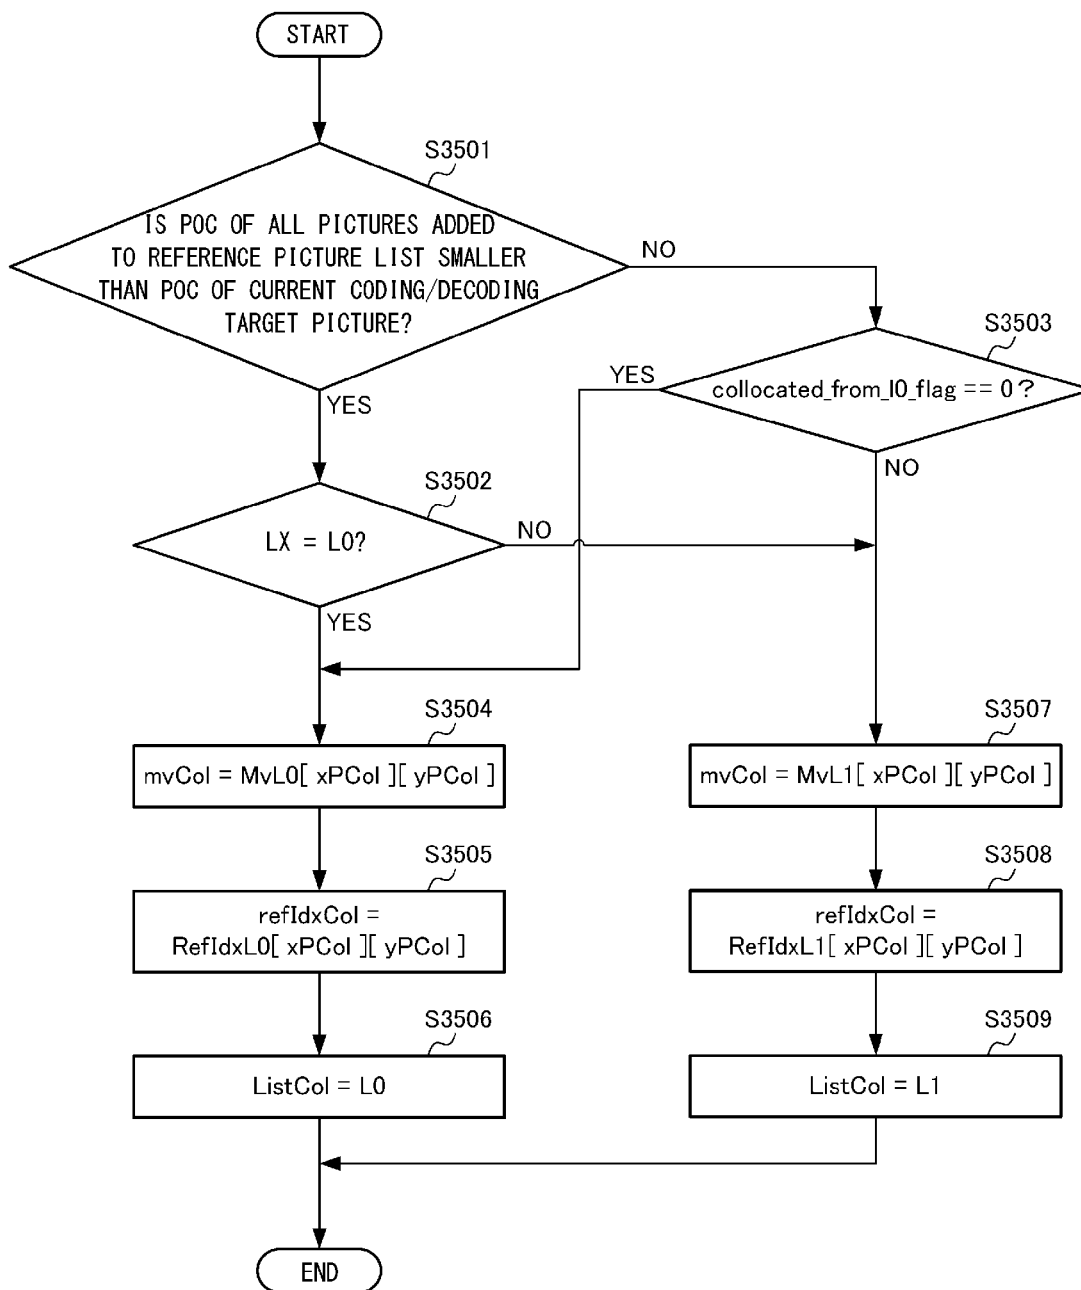 START
S3501
IS POC OF ALL PICTURES ADDED
TO REFERENCE PICTURE LIST SMALLER
THAN POC OF CURRENT CODING/DECODING
TARGET PICTURE?
NO
YES
S3503
collocated_from_l0_flag == 0?
YES
NO
S3502
LX = L0?
NO
YES
S3504
mvCol = MvL0[ xPCol ][ yPCol ]
S3505
refIdxCol =
RefIdxL0[ xPCol ][ yPCol ]
S3506
ListCol = L0
S3507
mvCol = MvL1[ xPCol ][ yPCol ]
S3508
refIdxCol =
RefIdxL1[ xPCol ][ yPCol ]
S3509
ListCol = L1
END